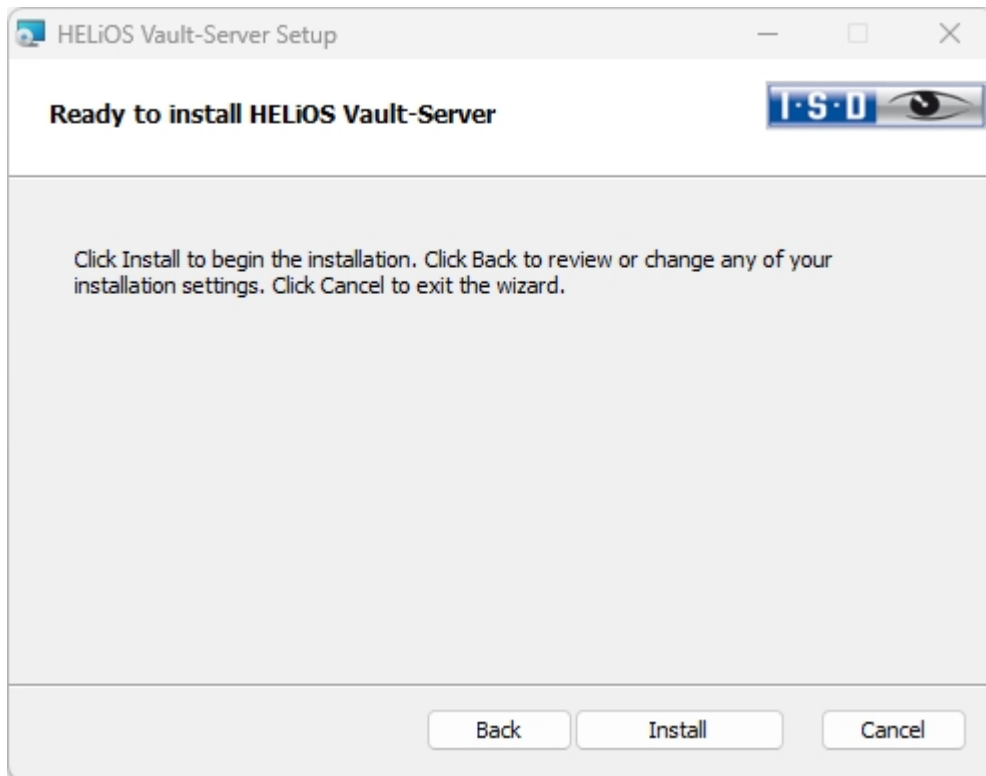 HELiOS Vault-Server Setup
Ready to install HELiOS Vault-Server
I·S·D
Click Install to begin the installation. Click Back to review or change any of your
installation settings. Click Cancel to exit the wizard.
Back
Install
Cancel